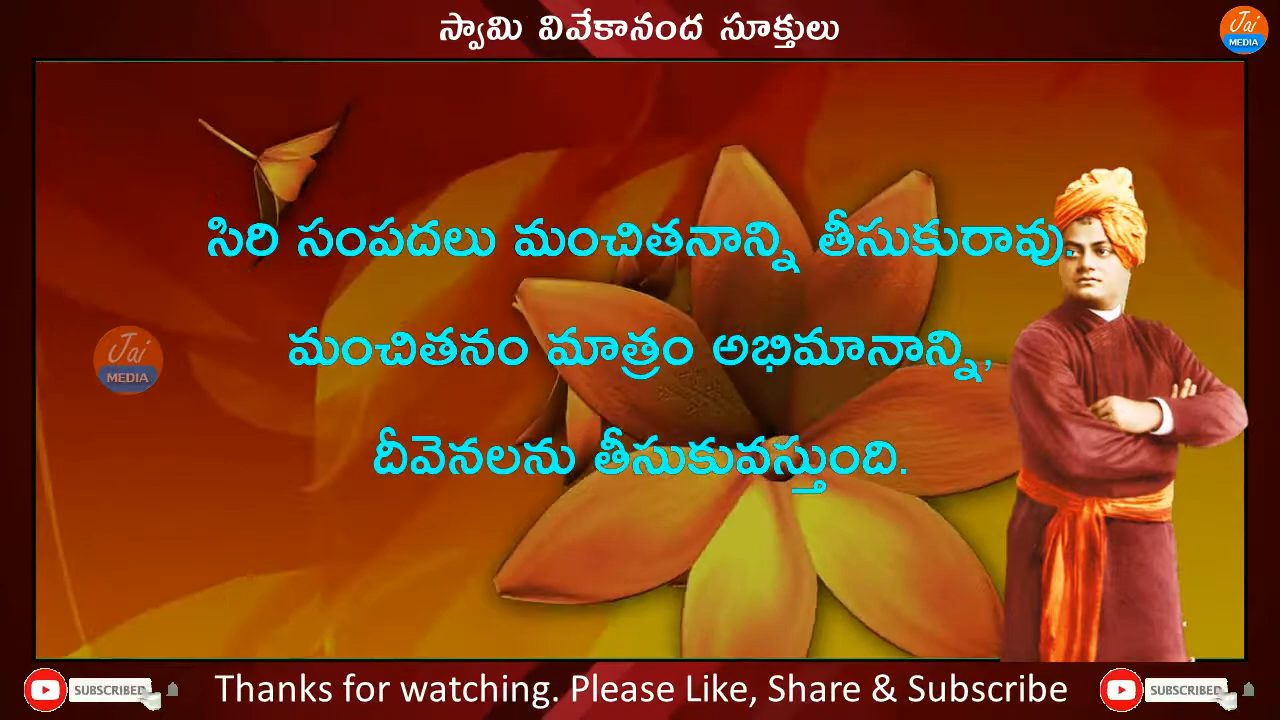 స్వామి వివేకానంద సూక్తులు
Jai
MEDIA
సిరి సంపదలు మంచితనాన్ని తీసుకురావు.
Jai
MEDIA
మంచితనం మాత్రం అభిమానాన్ని,
దీవెనలను తీసుకువస్తుంది.
SUBSCRIBED
Thanks for watching. Please Like, Share & Subscribe
SUBSCRIBED